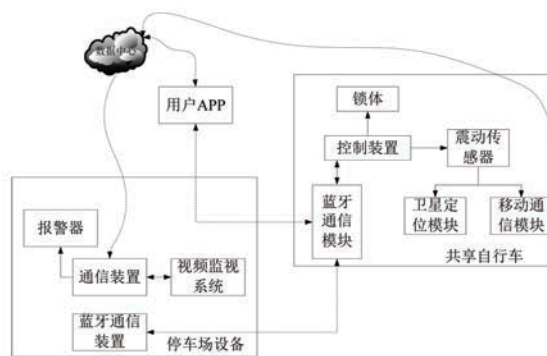 数据中心
用户APP
锁体
控制装置
震动传
感器
蓝牙
通信
模块
卫星定
位模块
移动通
信模块
共享自行车
报警器
通信装置
视频监视
系统
蓝牙通信
装置
停车场设备